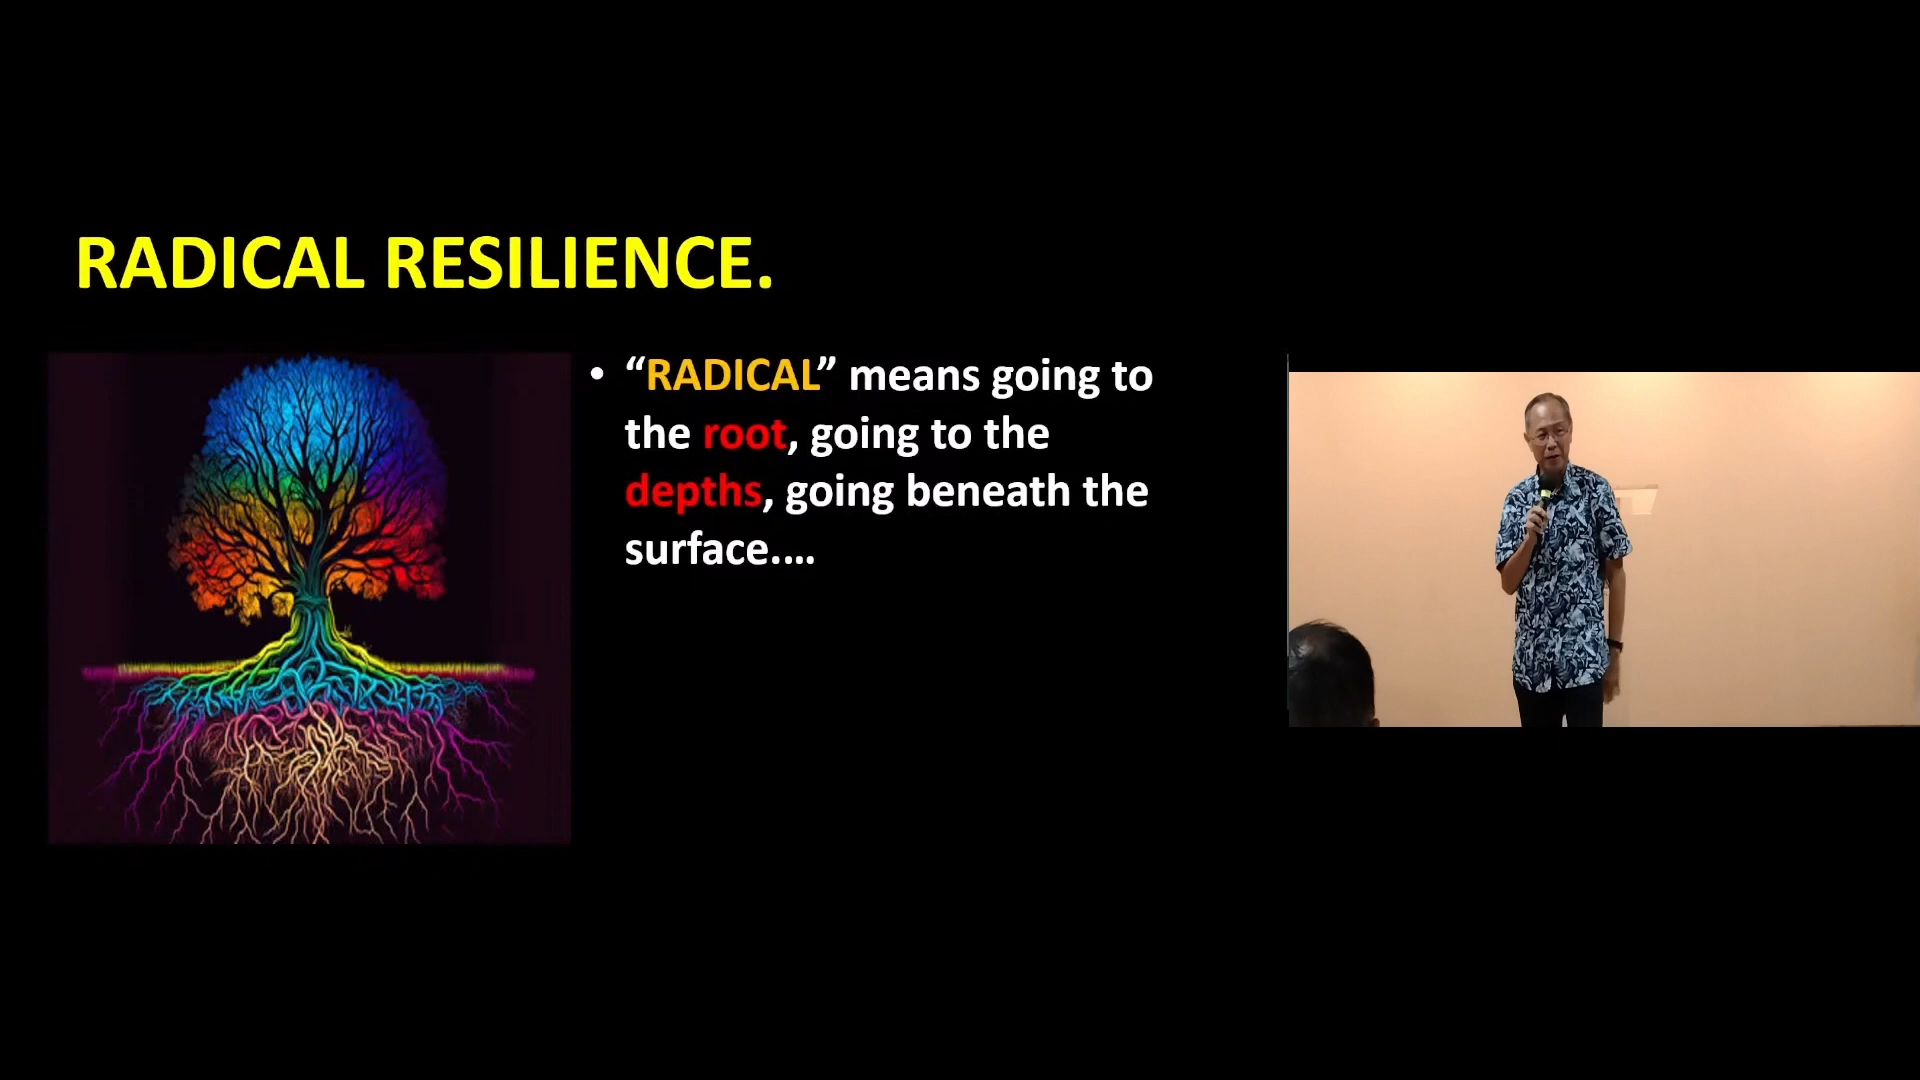 RADICAL RESILIENCE.
• “RADICAL” means going to
the root, going to the
depths, going beneath the
surface.…